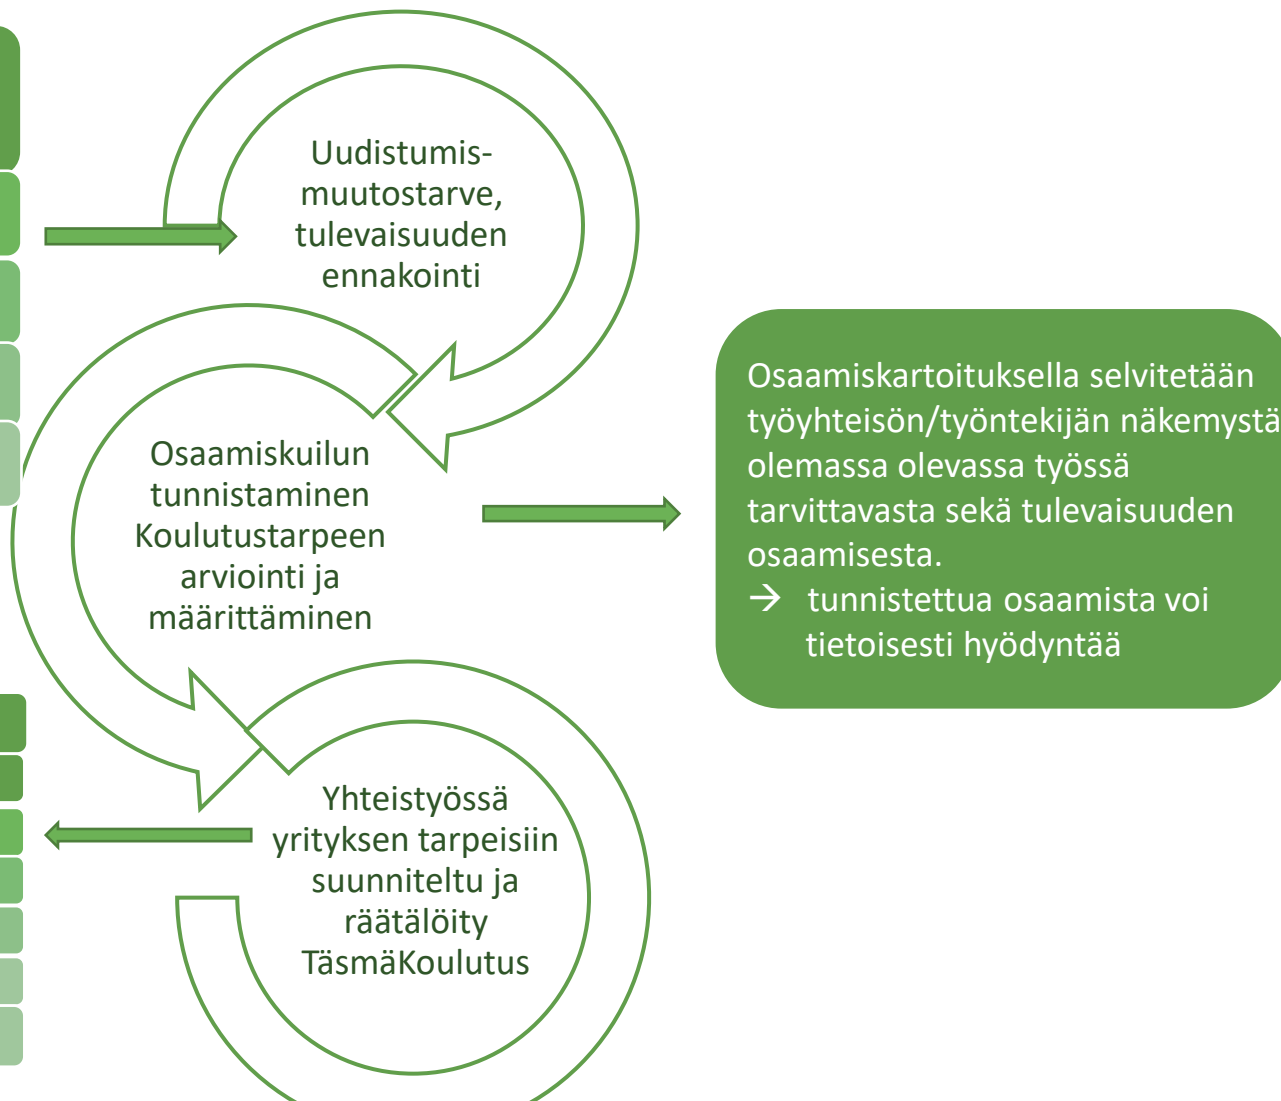 Uudistumis-
muutostarve,
tulevaisuuden
ennakointi
Osaamiskuilun
tunnistaminen
Koulutustarpeen
arviointi ja
määrittäminen
Osaamiskartoituksella selvitetään
työyhteisön/työntekijän näkemystä
olemassa olevassa työssä
tarvittavasta sekä tulevaisuuden
osaamisesta.
→ tunnistettua osaamista voi
tietoisesti hyödyntää
Yhteistyössä
yrityksen tarpeisiin
suunniteltu ja
räätälöity
TäsmäKoulutus